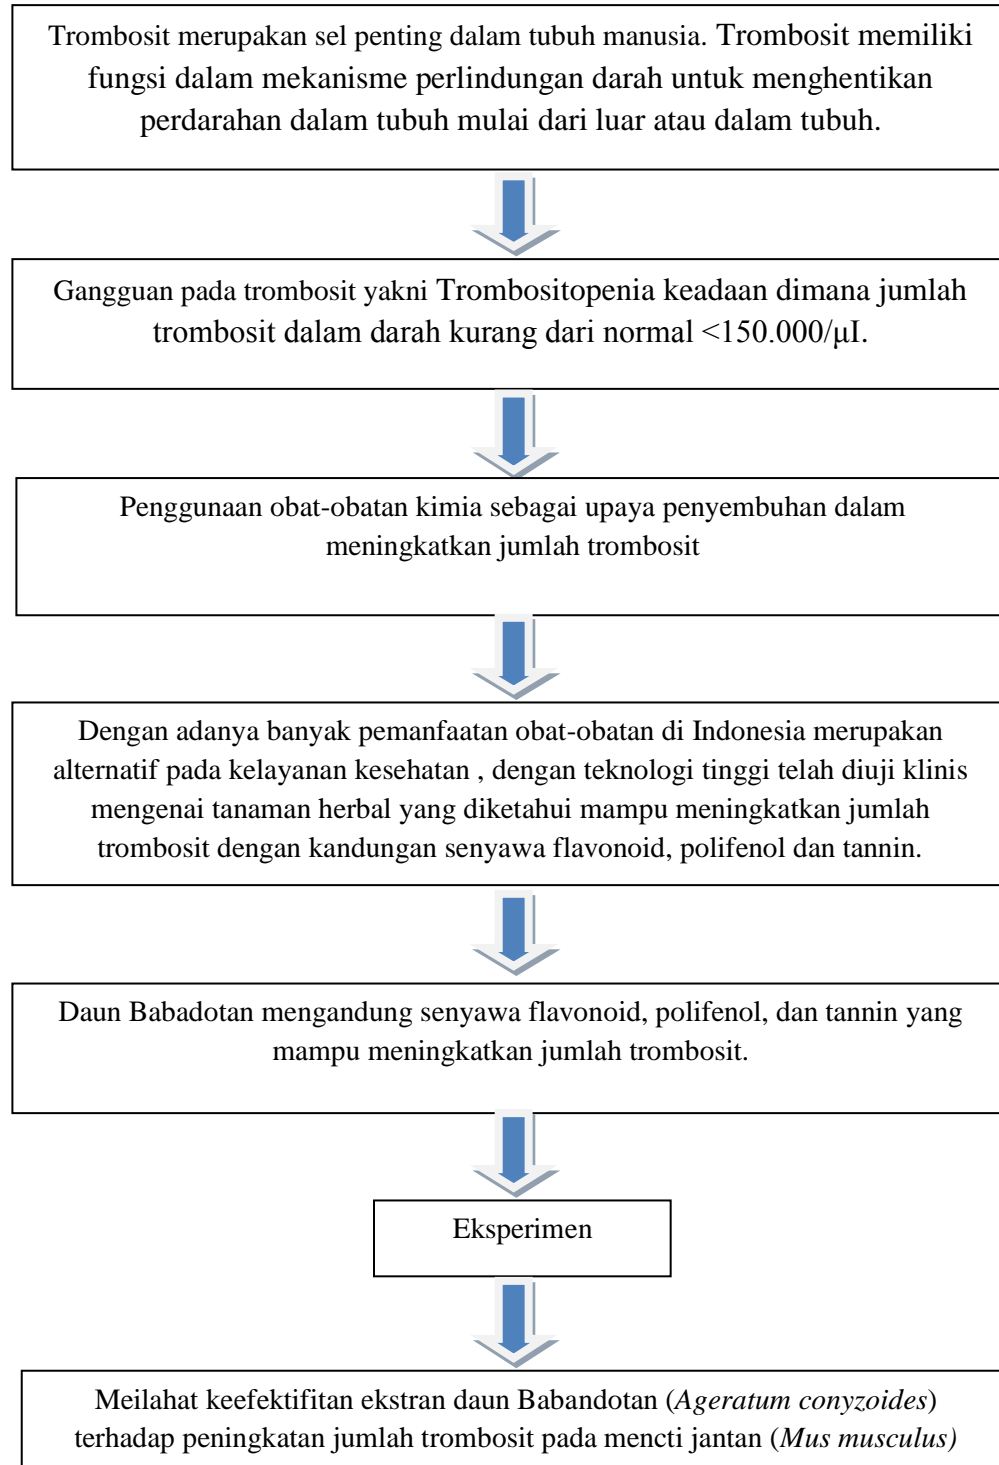 Trombosit merupakan sel penting dalam tubuh manusia. Trombosit memiliki
fungsi dalam mekanisme perlindungan darah untuk menghentikan
perdarahan dalam tubuh mulai dari luar atau dalam tubuh.
Gangguan pada trombosit yakni Trombositopenia keadaan dimana jumlah
trombosit dalam darah kurang dari normal <150.000/μI.
Penggunaan obat-obatan kimia sebagai upaya penyembuhan dalam
meningkatkan jumlah trombosit
Dengan adanya banyak pemanfaatan obat-obatan di Indonesia merupakan
alternatif pada kelayanan kesehatan , dengan teknologi tinggi telah diuji klinis
mengenai tanaman herbal yang diketahui mampu meningkatkan jumlah
trombosit dengan kandungan senyawa flavonoid, polifenol dan tannin.
Daun Babadotan mengandung senyawa flavonoid, polifenol, dan tannin yang
mampu meningkatkan jumlah trombosit.
Eksperimen
Meilahat keefektifitan ekstran daun Babandotan (Ageratum conyzoides)
terhadap peningkatan jumlah trombosit pada mencti jantan (Mus musculus)